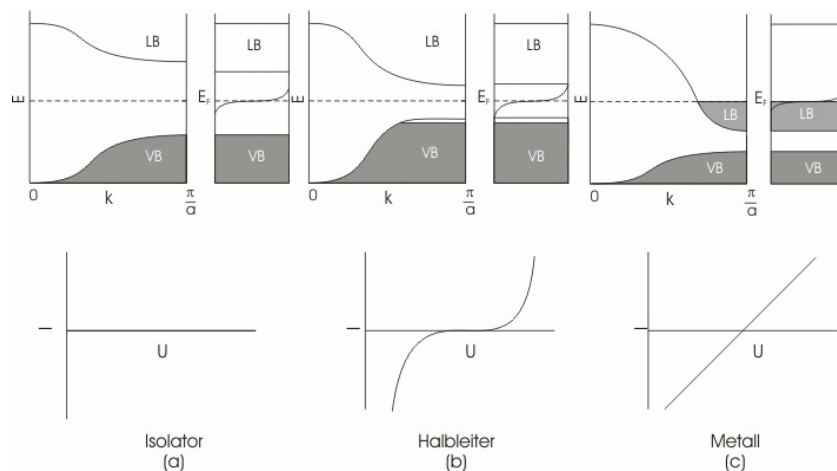 LB
E
E_F
VB
0
k
π/a
LB
E
E_F
VB
0
k
π/a
LB
E
E_F
LB
LB
VB
VB
0
k
π/a
LB
VB
LB
VB
I
U
I
U
I
U
Isolator
(a)
Halbleiter
(b)
Metall
(c)